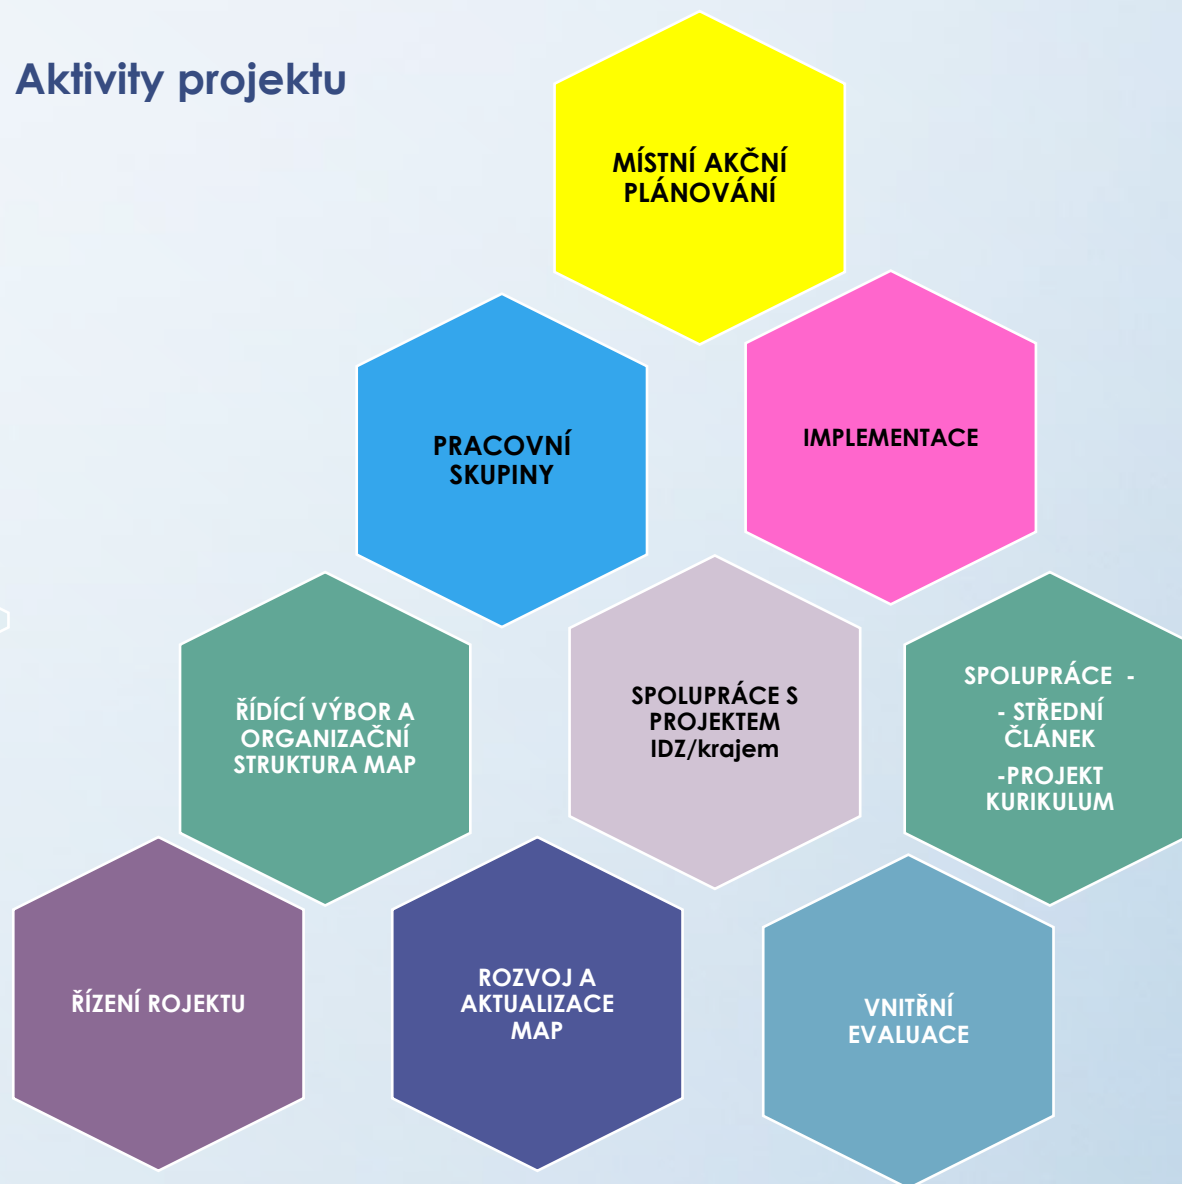 Aktivity projektu
MÍSTNÍ AKČNÍ
PLÁNOVÁNÍ
PRACOVNÍ
SKUPINY
IMPLEMENTACE
ŘÍDÍCÍ VÝBOR A
ORGANIZAČNÍ
STRUKTURA MAP
SPOLUPRÁCE S
PROJEKTEM
IDZ/krajem
SPOLUPRÁCE -
- STŘEDNÍ
ČLÁNEK
-PROJEKT
KURIKULUM
ŘÍZENÍ ROJEKTU
ROZVOJ A
AKTUALIZACE
MAP
VNITŘNÍ
EVALUACE